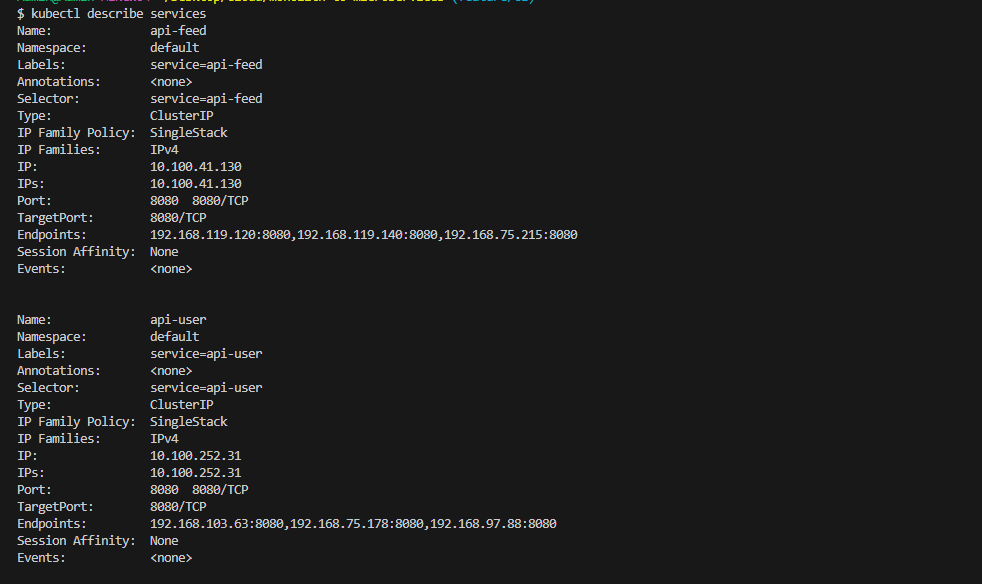 $ kubectl describe services
Name:              api-feed
Namespace:         default
Labels:            service=api-feed
Annotations:       <none>
Selector:          service=api-feed
Type:              ClusterIP
IP Family Policy:  SingleStack
IP Families:       IPv4
IP:                10.100.41.130
IPs:               10.100.41.130
Port:              8080  8080/TCP
TargetPort:        8080/TCP
Endpoints:         192.168.119.120:8080,192.168.119.140:8080,192.168.75.215:8080
Session Affinity:  None
Events:            <none>
Name:              api-user
Namespace:         default
Labels:            service=api-user
Annotations:       <none>
Selector:          service=api-user
Type:              ClusterIP
IP Family Policy:  SingleStack
IP Families:       IPv4
IP:                10.100.252.31
IPs:               10.100.252.31
Port:              8080  8080/TCP
TargetPort:        8080/TCP
Endpoints:         192.168.103.63:8080,192.168.75.178:8080,192.168.97.88:8080
Session Affinity:  None
Events:            <none>